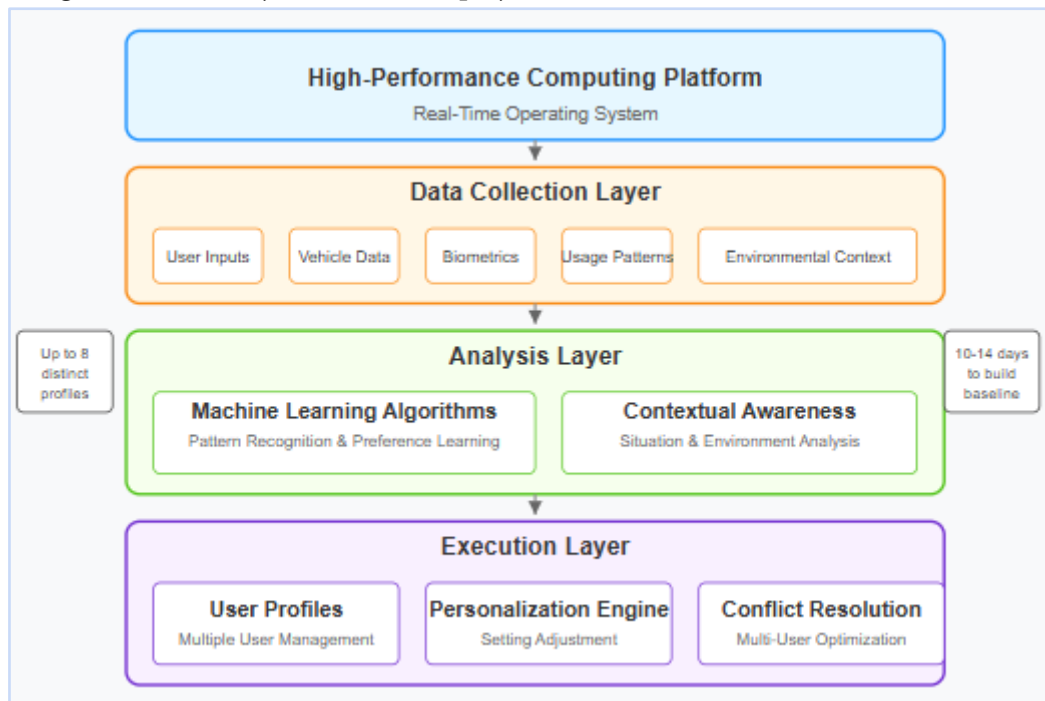 High-Performance Computing Platform
Real-Time Operating System
Data Collection Layer
User Inputs
Vehicle Data
Biometrics
Usage Patterns
Environmental Context
Up to 8
distinct
profiles
Analysis Layer
Machine Learning Algorithms
Pattern Recognition & Preference Learning
Contextual Awareness
Situation & Environment Analysis
10-14 days
to build
baseline
Execution Layer
User Profiles
Multiple User Management
Personalization Engine
Setting Adjustment
Conflict Resolution
Multi-User Optimization